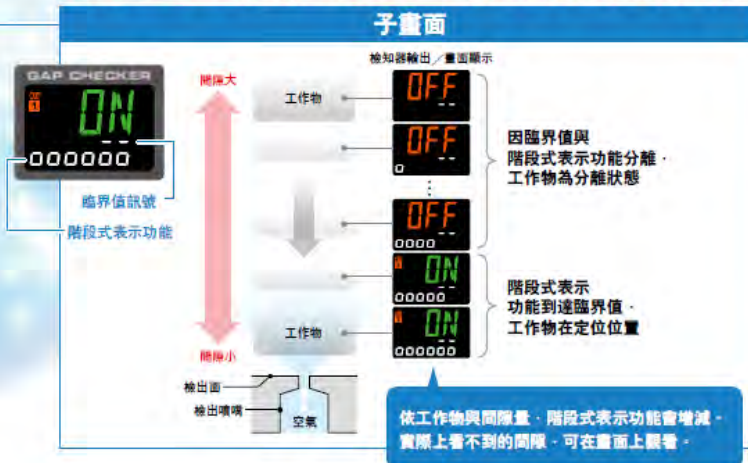 子畫面
檢知器輸出／畫面顯示
GAP CHECKER
OUT
1
ON
-- --
oooooo
臨界值訊號
階段式表示功能
間隙大
間隙小
工作物
工作物
OFF
-- --
OFF
-- --
o
OFF
-- --
oooo
ON
-- --
ooooo
ON
-- --
oooooo
因臨界值與
階段式表示功能分離，
工作物為分離狀態
階段式表示
功能到達臨界值，
工作物在定位位置
檢出面
檢出噴嘴
空氣
依工作物與間隙量，階段式表示功能會增減。
實際上看不到的間隙，可在畫面上觀看。